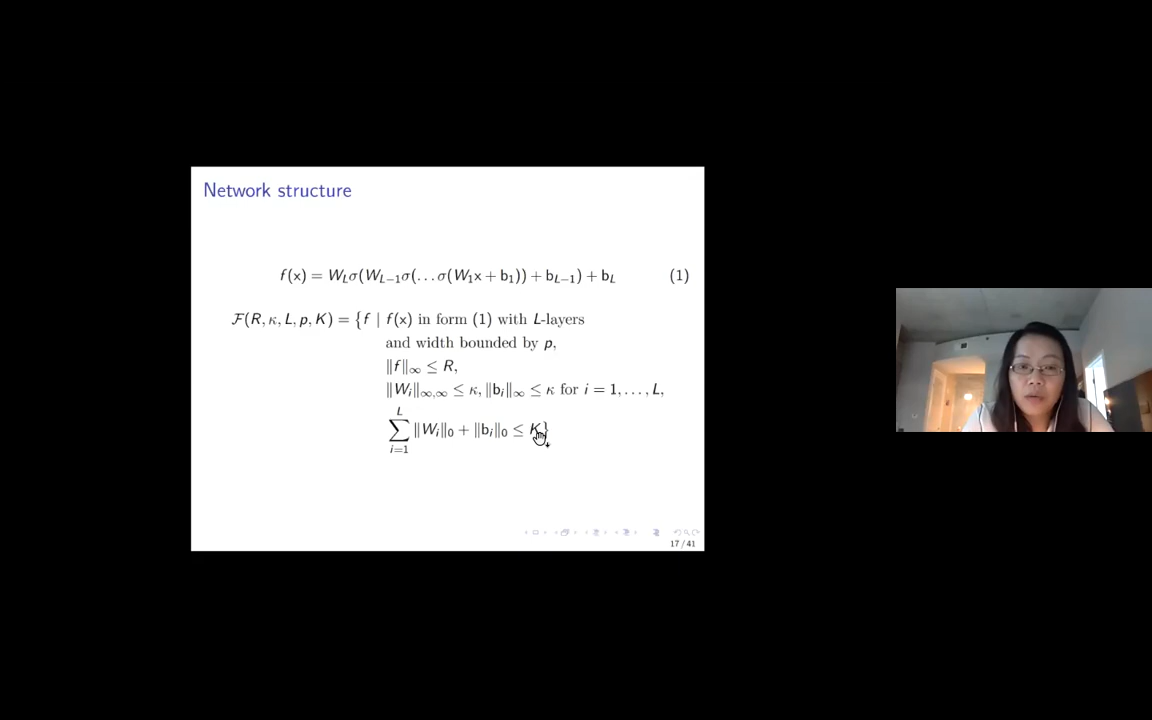 Network structure
f(x) = W_Lσ(W_{L−1}σ(…σ(W_1x + b_1)) + b_{L−1}) + b_L (1)
𝓕(R, κ, L, p, K) = {f | f(x) in form (1) with L-layers
and width bounded by p,
‖f‖_∞ ≤ R,
‖W_i‖_{∞,∞} ≤ κ, ‖b_i‖_∞ ≤ κ for i = 1, …, L,
∑_{i=1}^{L} ‖W_i‖_0 + ‖b_i‖_0 ≤ K}
17 / 41